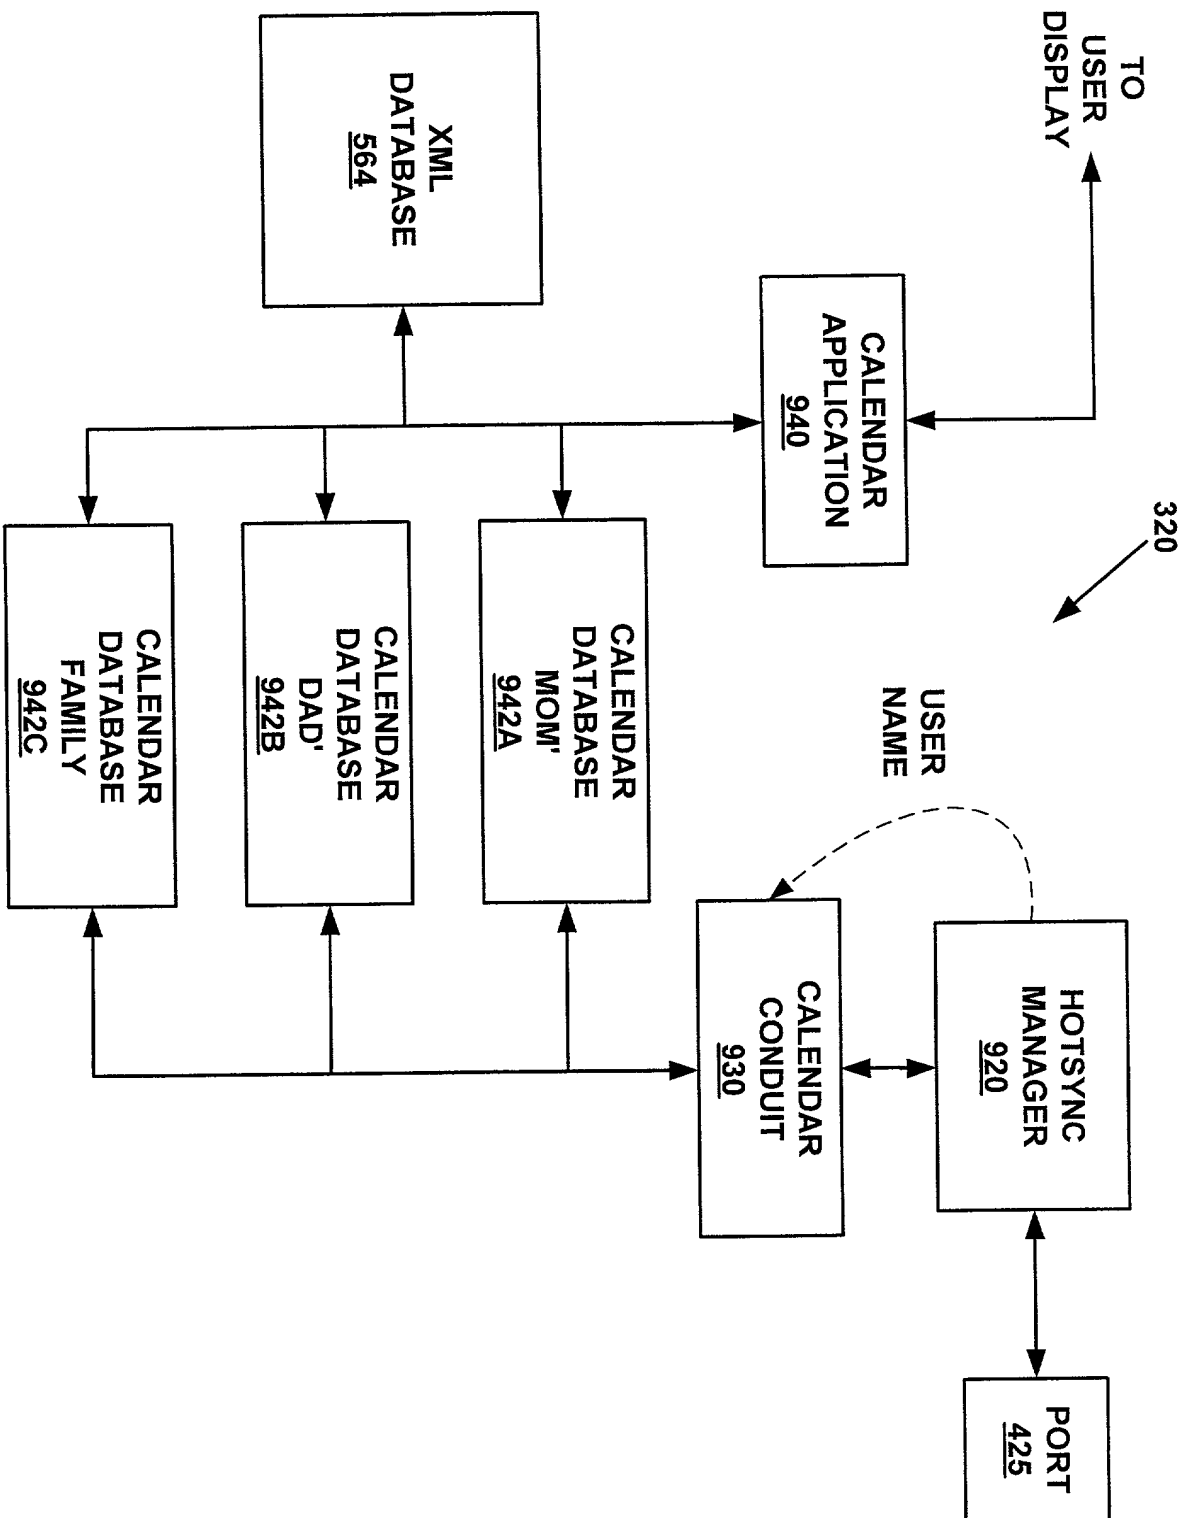 TO
USER
DISPLAY
320
CALENDAR
APPLICATION
940
XML
DATABASE
564
USER
NAME
HOTSYNC
MANAGER
920
PORT
425
CALENDAR
CONDUIT
930
CALENDAR
DATABASE
MOM'
942A
CALENDAR
DATABASE
DAD'
942B
CALENDAR
DATABASE
FAMILY
942C